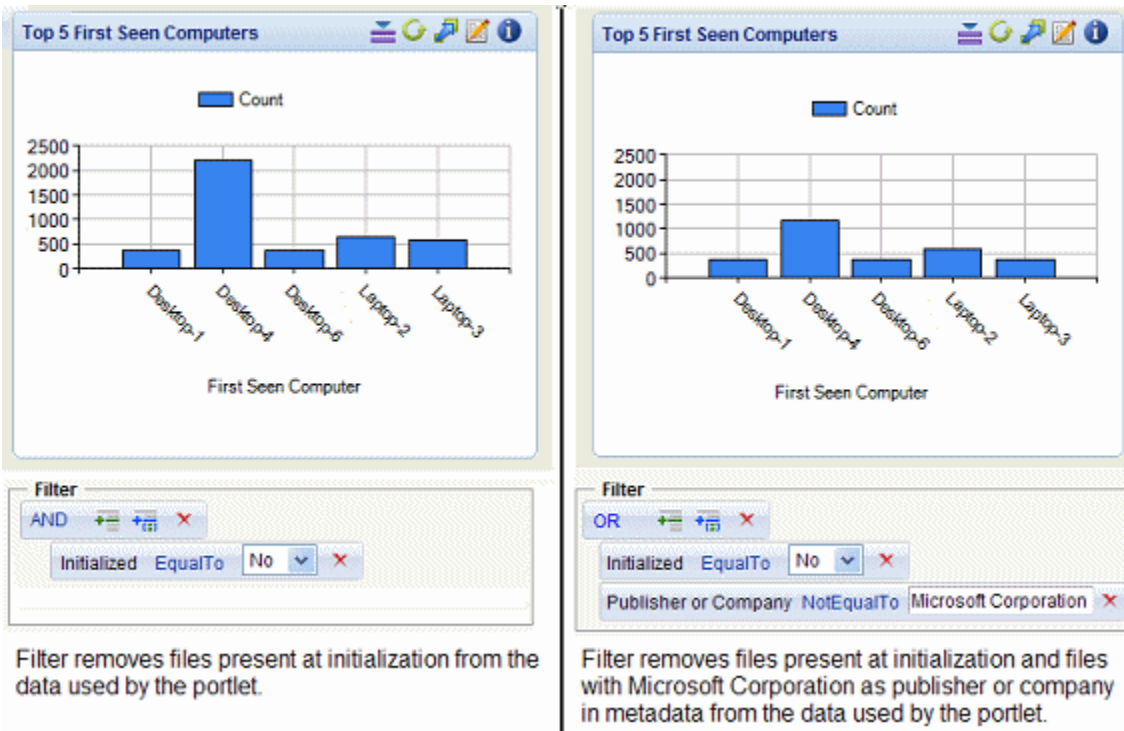 Top 5 First Seen Computers
Count
2500
2000
1500
1000
500
0
Desktop-1
Desktop-4
Desktop-6
Laptop-2
Laptop-3
First Seen Computer
Filter
AND
Initialized EqualTo No
Filter removes files present at initialization from the
data used by the portlet.
Top 5 First Seen Computers
Count
2500
2000
1500
1000
500
0
Desktop-1
Desktop-4
Desktop-6
Laptop-2
Laptop-3
First Seen Computer
Filter
OR
Initialized EqualTo No
Publisher or Company NotEqualTo Microsoft Corporation
Filter removes files present at initialization and files
with Microsoft Corporation as publisher or company
in metadata from the data used by the portlet.